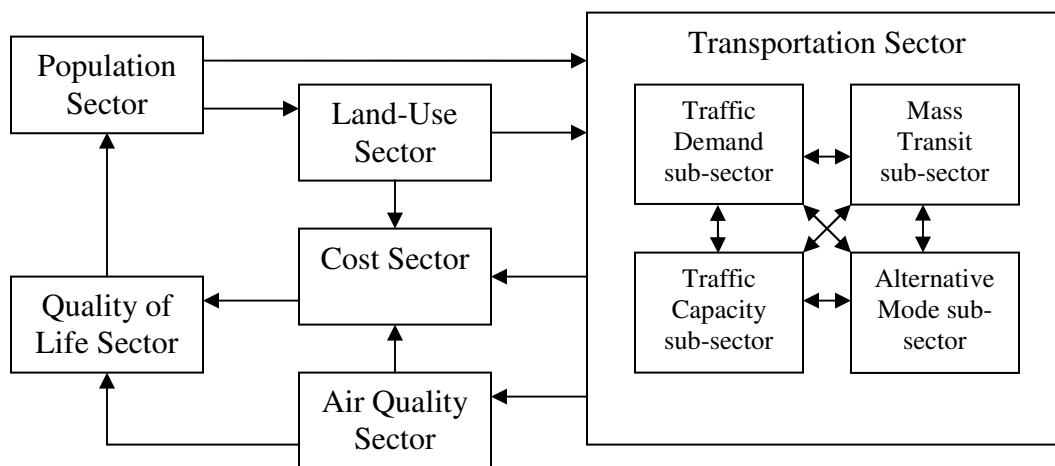 Population
Sector
Land-Use
Sector
Cost Sector
Quality of
Life Sector
Air Quality
Sector
Transportation Sector
Traffic
Demand
sub-sector
Mass
Transit
sub-sector
Traffic
Capacity
sub-sector
Alternative
Mode sub-
sector